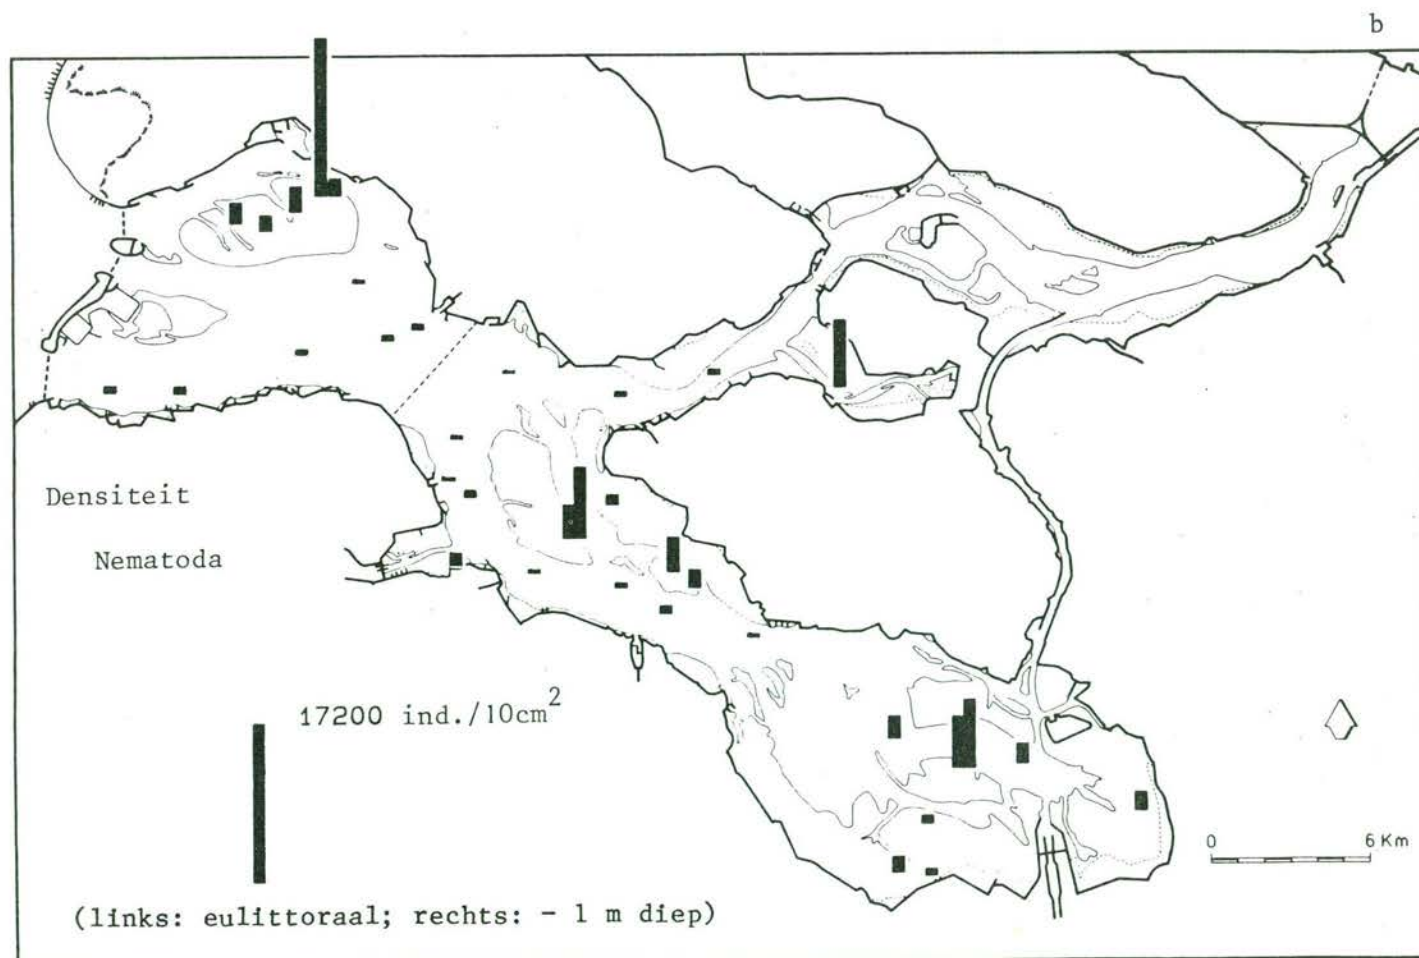 b
Densiteit
Nematoda
17200 ind./10cm²
(links: eulittoraal; rechts: - 1 m diep)
0 6 Km